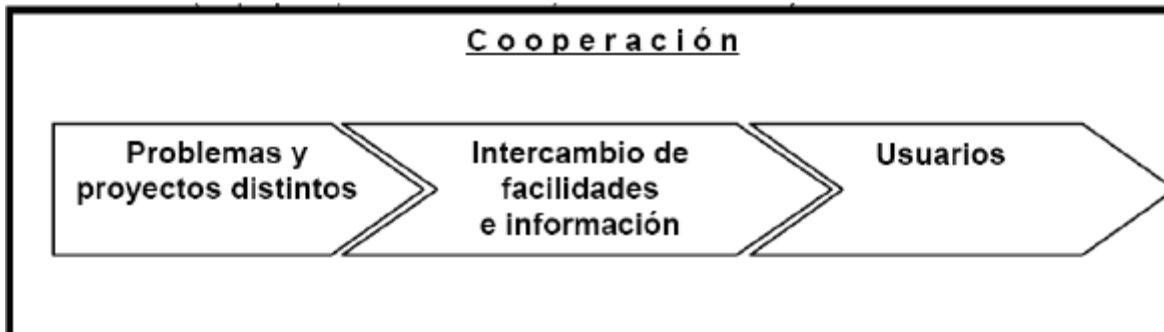 Cooperación
Problemas y
proyectos distintos
Intercambio de
facilidades
e información
Usuarios